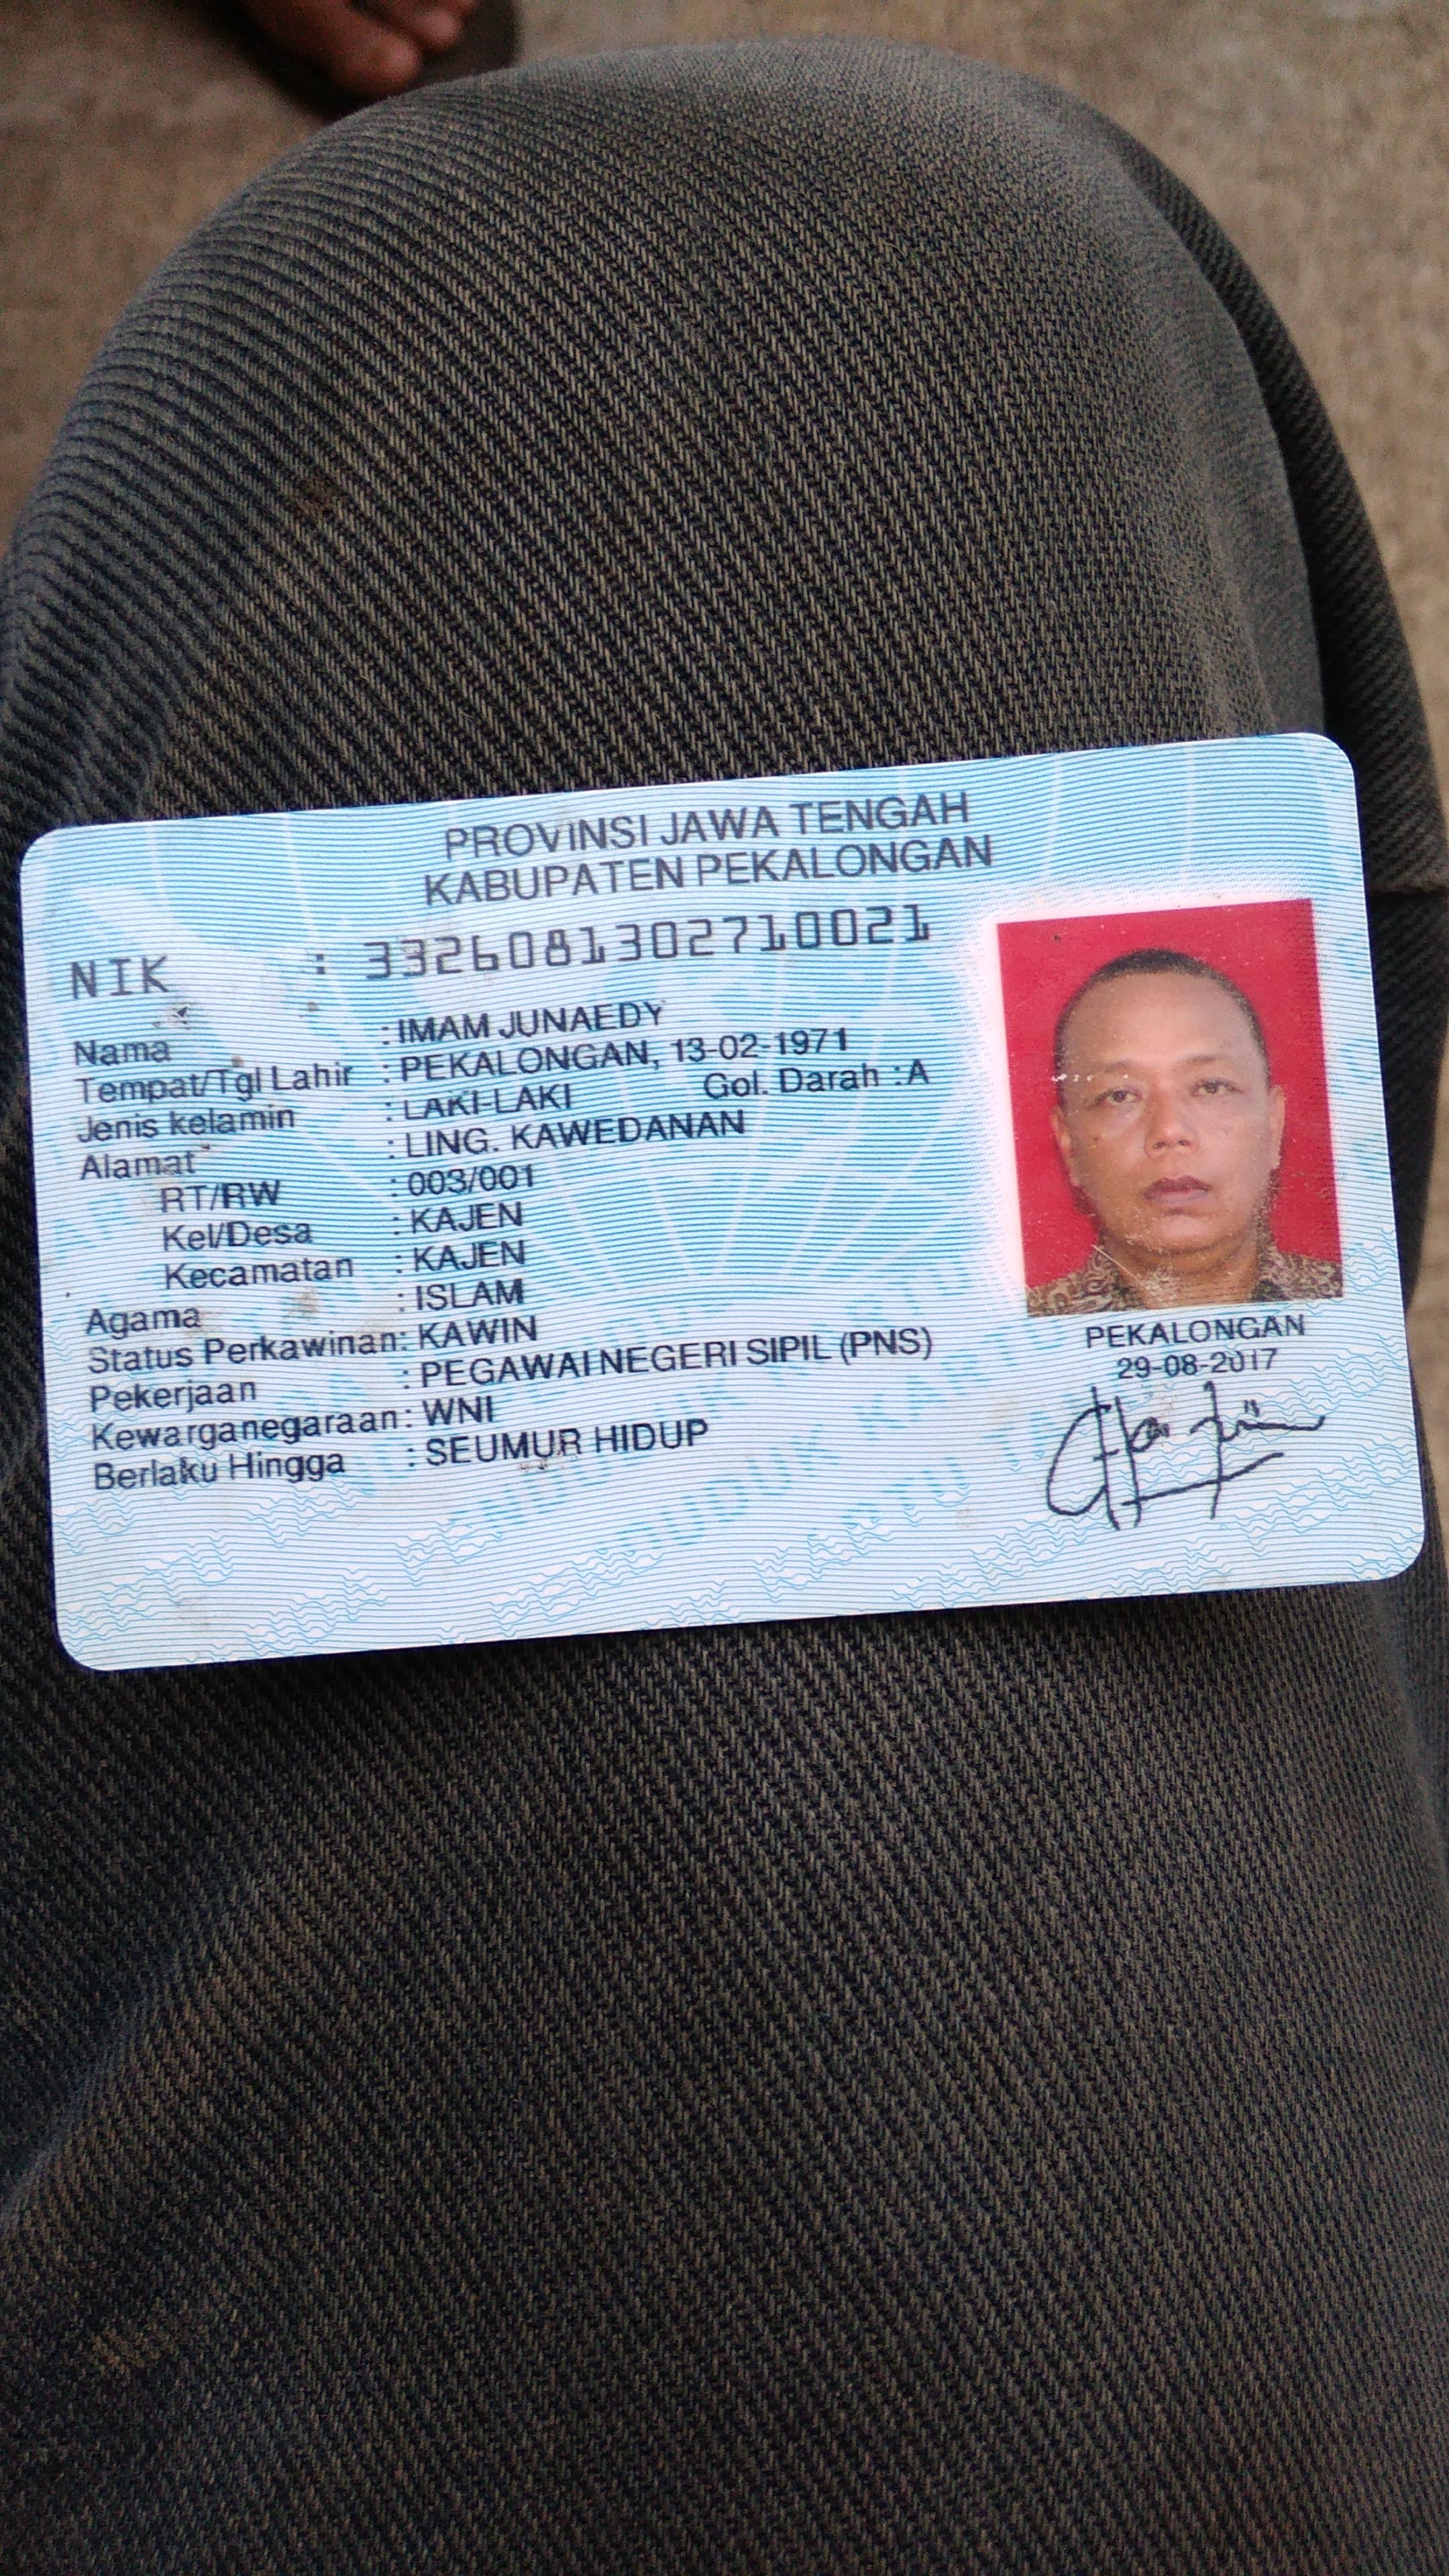 PROVINSI JAWA TENGAH
KABUPATEN PEKALONGAN
NIK : 3326081302710021
Nama : IMAM JUNAEDY
Tempat/Tgl Lahir : PEKALONGAN, 13-02-1971
Jenis kelamin : LAKI-LAKI Gol. Darah : A
Alamat : LING. KAWEDANAN
RT/RW : 003/001
Kel/Desa : KAJEN
Kecamatan : KAJEN
Agama : ISLAM
Status Perkawinan: KAWIN
Pekerjaan : PEGAWAI NEGERI SIPIL (PNS)
Kewarganegaraan: WNI
Berlaku Hingga : SEUMUR HIDUP
PEKALONGAN
29-08-2017